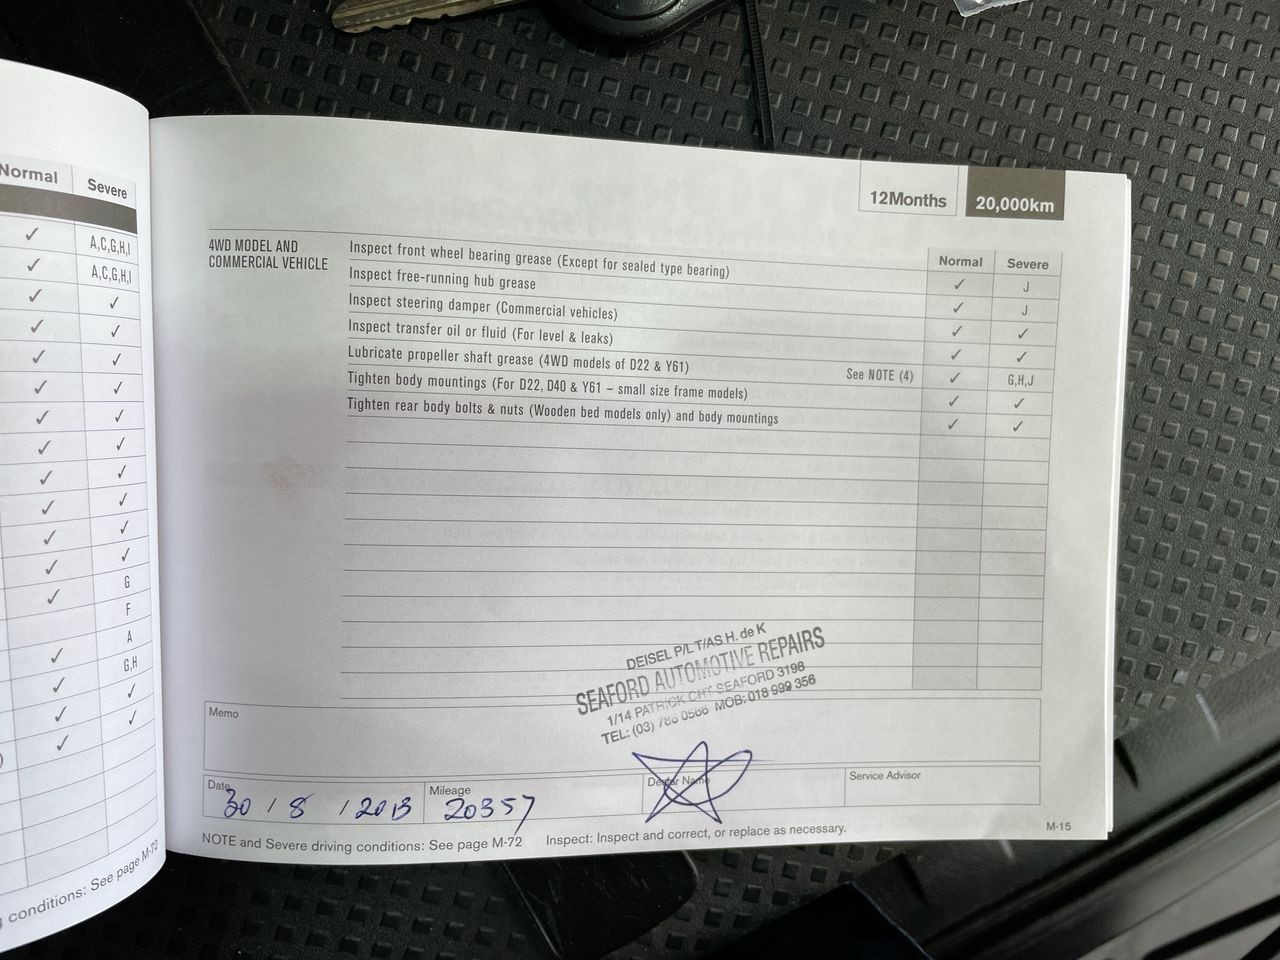 Normal Severe
✓ A,C,G,H,I
✓ A,C,G,H,I
✓ ✓
✓ ✓
✓ ✓
✓ ✓
✓ ✓
✓ ✓
✓ ✓
✓ ✓
✓ ✓
✓ ✓
✓ G
F
✓ A
✓ G,H
✓ ✓
✓ ✓
conditions: See page M-72
12Months 20,000km
4WD MODEL AND
COMMERCIAL VEHICLE
Normal Severe
Inspect front wheel bearing grease (Except for sealed type bearing) ✓ J
Inspect free-running hub grease ✓ J
Inspect steering damper (Commercial vehicles) ✓ ✓
Inspect transfer oil or fluid (For level & leaks) ✓ ✓
Lubricate propeller shaft grease (4WD models of D22 & Y61) See NOTE (4) ✓ G,H,J
Tighten body mountings (For D22, D40 & Y61 – small size frame models) ✓ ✓
Tighten rear body bolts & nuts (Wooden bed models only) and body mountings ✓ ✓
DEISEL P/L T/AS H. de K
SEAFORD AUTOMOTIVE REPAIRS
1/14 PATRICK SEAFORD 3198
TEL: (03) MOB: 018 999 356
Memo
Date 30 / 8 / 2013
Mileage 20357
Dealer Name
Service Advisor
NOTE and Severe driving conditions: See page M-72 Inspect: Inspect and correct, or replace as necessary.
M-15